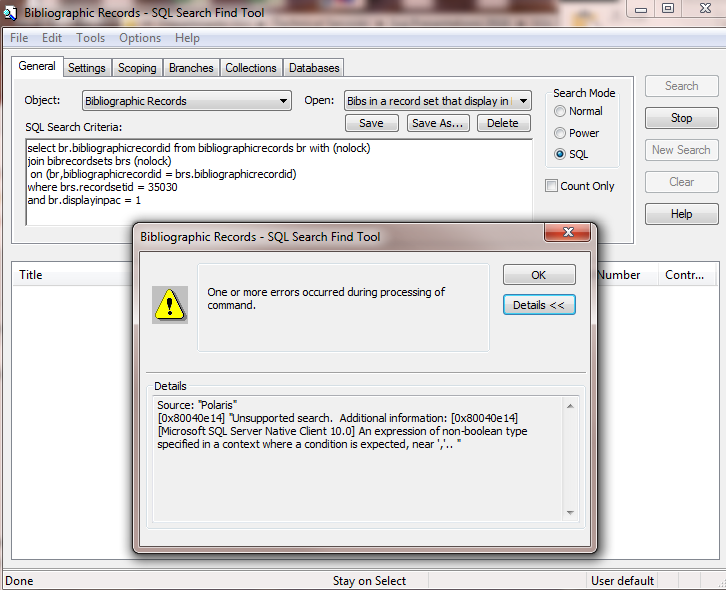 Bibliographic Records - SQL Search Find Tool
File Edit Tools Options Help
General Settings Scoping Branches Collections Databases
Object: Bibliographic Records Open: Bibs in a record set that display in
Search Mode
Normal
Power
SQL
Count Only
Save Save As... Delete
SQL Search Criteria:
select br.bibliographicrecordid from bibliographicrecords br with (nolock)
join bibrecordsets brs (nolock)
on (br,bibliographicrecordid = brs.bibliographicrecordid)
where brs.recordsetid = 35030
and br.displayinpac = 1
Search
Stop
New Search
Clear
Help
Title Number Contr...
Bibliographic Records - SQL Search Find Tool
One or more errors occurred during processing of
command.
OK
Details <<
Details
Source: "Polaris"
[0x80040e14] "Unsupported search.  Additional information: [0x80040e14]
[Microsoft SQL Server Native Client 10.0] An expression of non-boolean type
specified in a context where a condition is expected, near ','.. "
Done Stay on Select User default